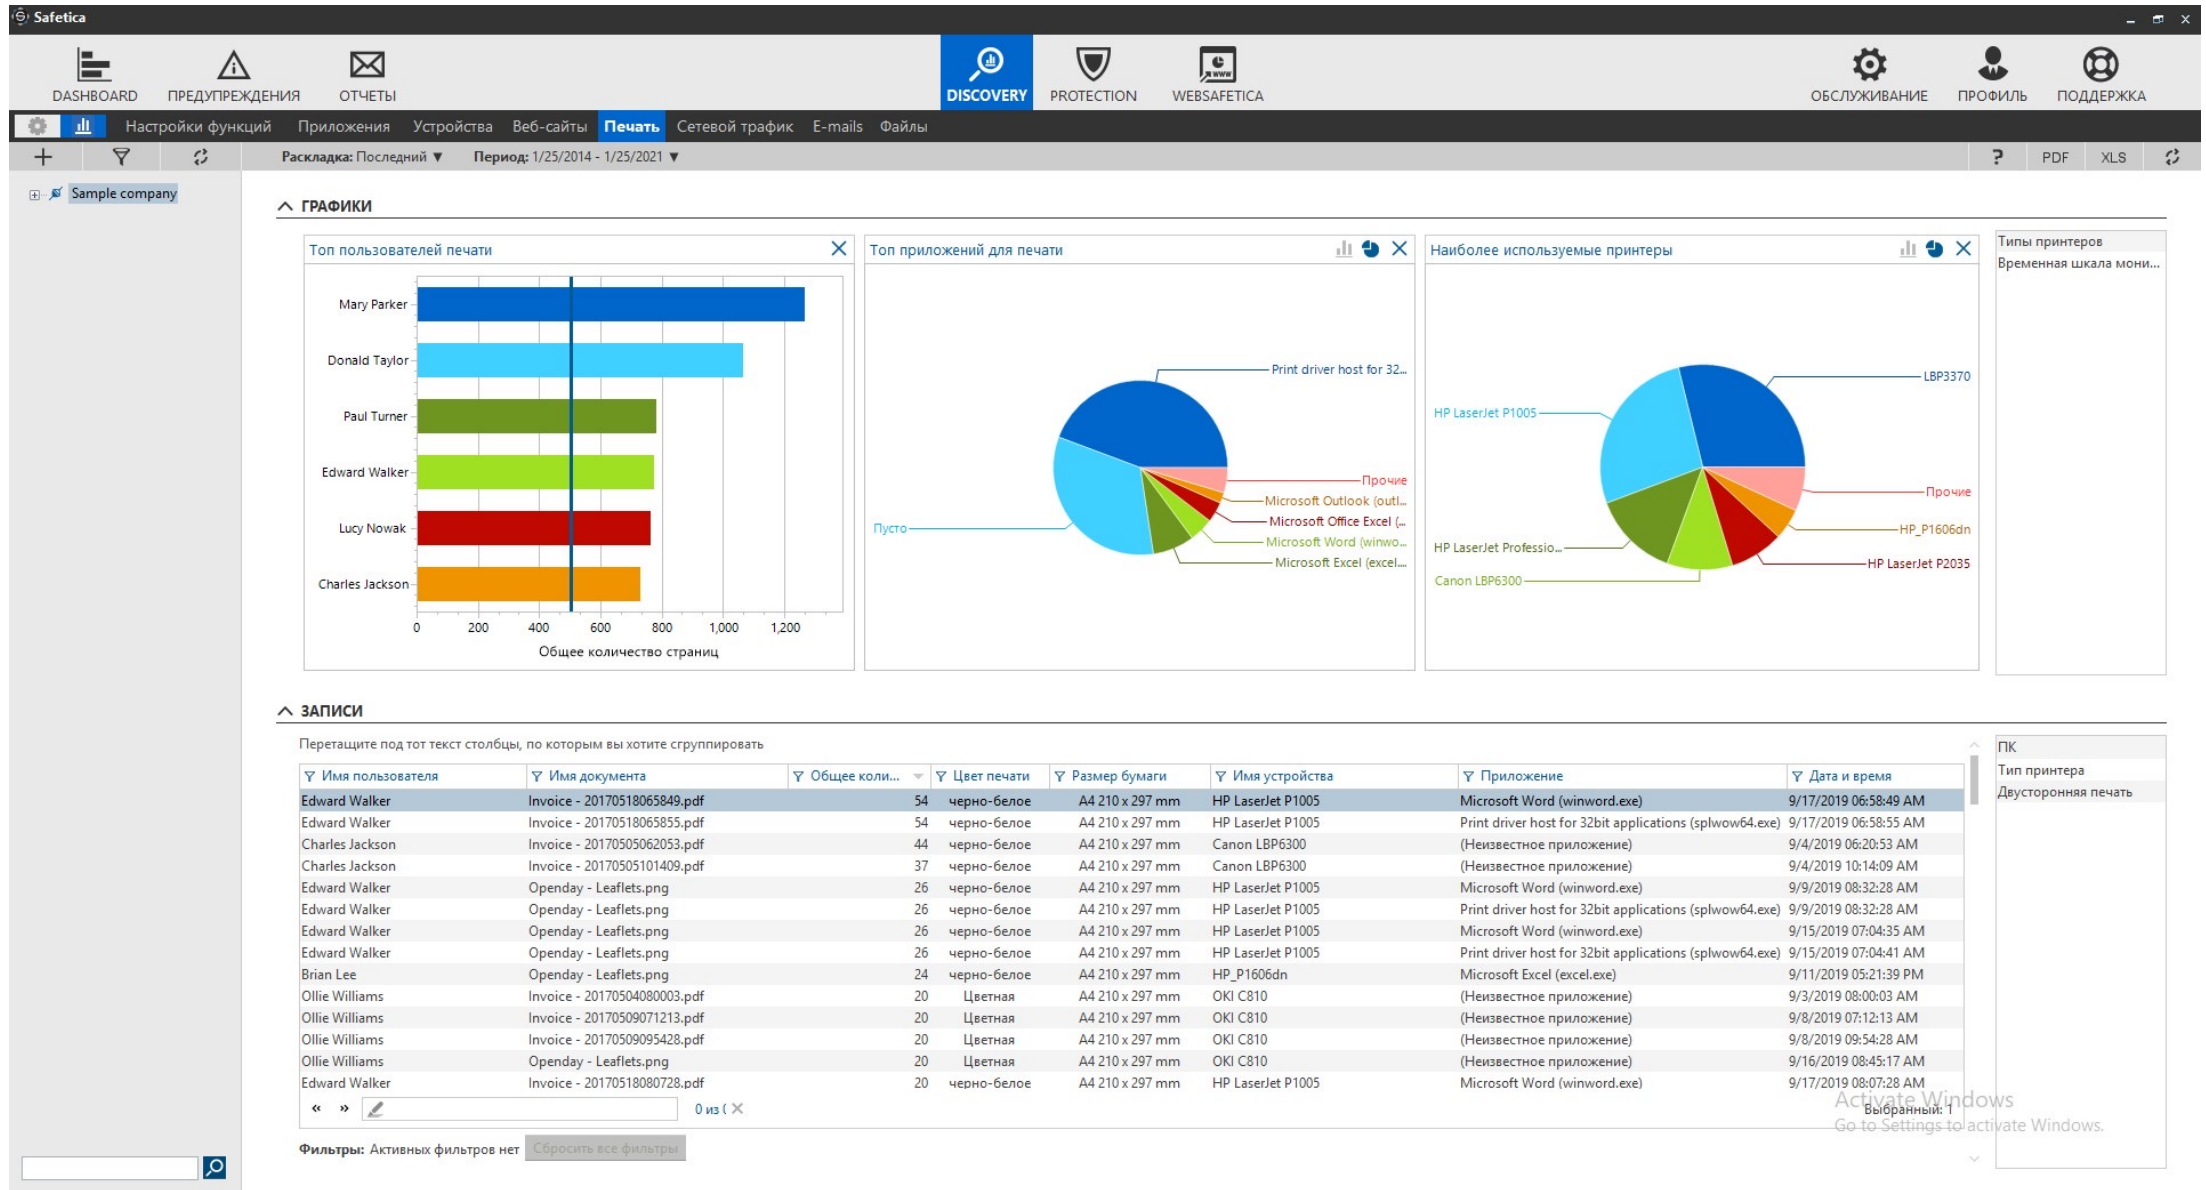 Safetica
DASHBOARD ПРЕДУПРЕЖДЕНИЯ ОТЧЕТЫ DISCOVERY PROTECTION WEBSAFETICA ОБСЛУЖИВАНИЕ ПРОФИЛЬ ПОДДЕРЖКА
Настройки функций Приложения Устройства Веб-сайты Печать Сетевой трафик E-mails Файлы
Раскладка: Последний ▼ Период: 1/25/2014 - 1/25/2021 ▼ ? PDF XLS
Sample company
ГРАФИКИ
Топ пользователей печати
Mary Parker
Donald Taylor
Paul Turner
Edward Walker
Lucy Nowak
Charles Jackson
0 200 400 600 800 1,000 1,200
Общее количество страниц
Топ приложений для печати
Print driver host for 32...
Прочие
Microsoft Outlook (outl...
Microsoft Office Excel (...
Пусто
Microsoft Word (winwo...
Microsoft Excel (excel....
Наиболее используемые принтеры
LBP3370
HP LaserJet P1005
Прочие
HP_P1606dn
HP LaserJet Professio...
HP LaserJet P2035
Canon LBP6300
Типы принтеров
Временная шкала мони...
ЗАПИСИ
Перетащите под тот текст столбцы, по которым вы хотите сгруппировать
Имя пользователя Имя документа Общее коли... Цвет печати Размер бумаги Имя устройства Приложение Дата и время
Edward Walker Invoice - 20170518065849.pdf 54 черно-белое A4 210 x 297 mm HP LaserJet P1005 Microsoft Word (winword.exe) 9/17/2019 06:58:49 AM
Edward Walker Invoice - 20170518065855.pdf 54 черно-белое A4 210 x 297 mm HP LaserJet P1005 Print driver host for 32bit applications (splwow64.exe) 9/17/2019 06:58:55 AM
Charles Jackson Invoice - 20170505062053.pdf 44 черно-белое A4 210 x 297 mm Canon LBP6300 (Неизвестное приложение) 9/4/2019 06:20:53 AM
Charles Jackson Invoice - 20170505101409.pdf 37 черно-белое A4 210 x 297 mm Canon LBP6300 (Неизвестное приложение) 9/4/2019 10:14:09 AM
Edward Walker Openday - Leaflets.png 26 черно-белое A4 210 x 297 mm HP LaserJet P1005 Microsoft Word (winword.exe) 9/9/2019 08:32:28 AM
Edward Walker Openday - Leaflets.png 26 черно-белое A4 210 x 297 mm HP LaserJet P1005 Print driver host for 32bit applications (splwow64.exe) 9/9/2019 08:32:28 AM
Edward Walker Openday - Leaflets.png 26 черно-белое A4 210 x 297 mm HP LaserJet P1005 Microsoft Word (winword.exe) 9/15/2019 07:04:35 AM
Edward Walker Openday - Leaflets.png 26 черно-белое A4 210 x 297 mm HP LaserJet P1005 Print driver host for 32bit applications (splwow64.exe) 9/15/2019 07:04:41 AM
Brian Lee Openday - Leaflets.png 24 черно-белое A4 210 x 297 mm HP_P1606dn Microsoft Excel (excel.exe) 9/11/2019 05:21:39 PM
Ollie Williams Invoice - 20170504080003.pdf 20 Цветная A4 210 x 297 mm OKI C810 (Неизвестное приложение) 9/3/2019 08:00:03 AM
Ollie Williams Invoice - 20170509071213.pdf 20 Цветная A4 210 x 297 mm OKI C810 (Неизвестное приложение) 9/8/2019 07:12:13 AM
Ollie Williams Invoice - 20170509095428.pdf 20 Цветная A4 210 x 297 mm OKI C810 (Неизвестное приложение) 9/8/2019 09:54:28 AM
Ollie Williams Openday - Leaflets.png 20 Цветная A4 210 x 297 mm OKI C810 (Неизвестное приложение) 9/16/2019 08:45:17 AM
Edward Walker Invoice - 20170518080728.pdf 20 черно-белое A4 210 x 297 mm HP LaserJet P1005 Microsoft Word (winword.exe) 9/17/2019 08:07:28 AM
0 из (
Выбранный: 1
ПК
Тип принтера
Двусторонняя печать
Фильтры: Активных фильтров нет Сбросить все фильтры
Activate Windows
Go to Settings to activate Windows.